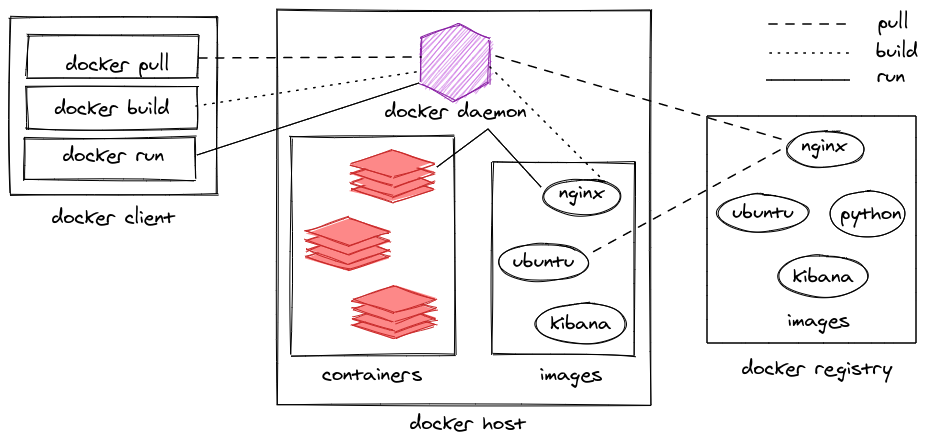 docker pull
docker build
docker run
docker client
docker daemon
containers
nginx
ubuntu
kibana
images
docker host
pull
build
run
nginx
ubuntu
python
kibana
images
docker registry